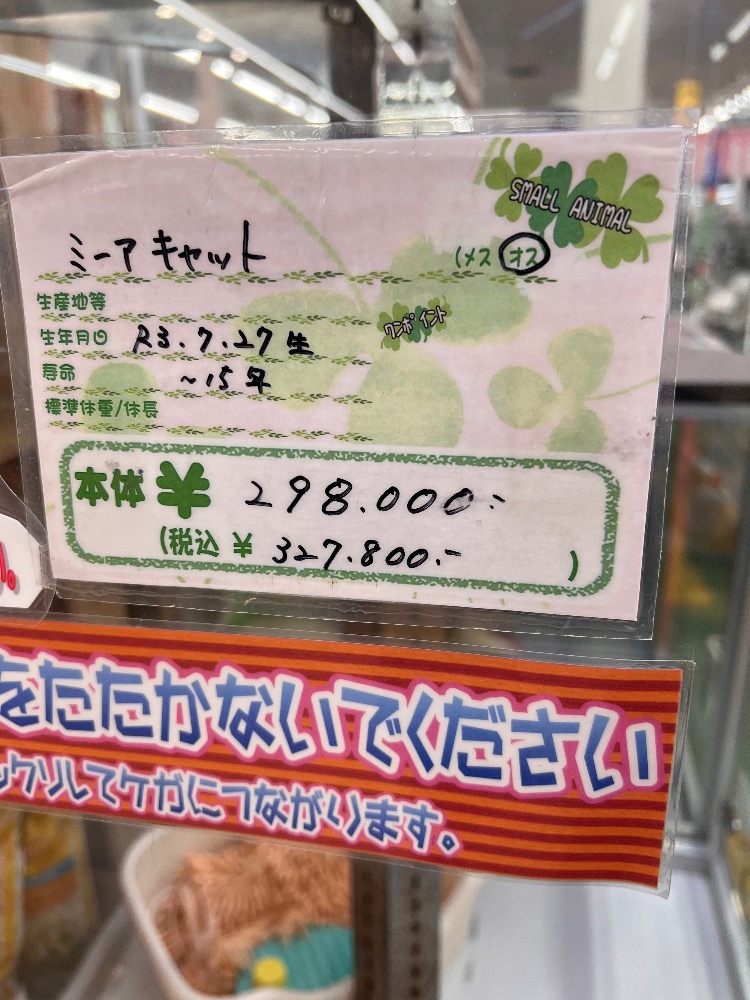 SMALL ANIMAL
ミーアキャット (メス オス
生産地等
ワンポイント
生年月日 R3.7.27生
寿命 ~15年
標準体重/体長
本体 ¥ 298.000.-
(税込 ¥ 327.800.- )
をたたかないでください
ックリしてケガにつながります。